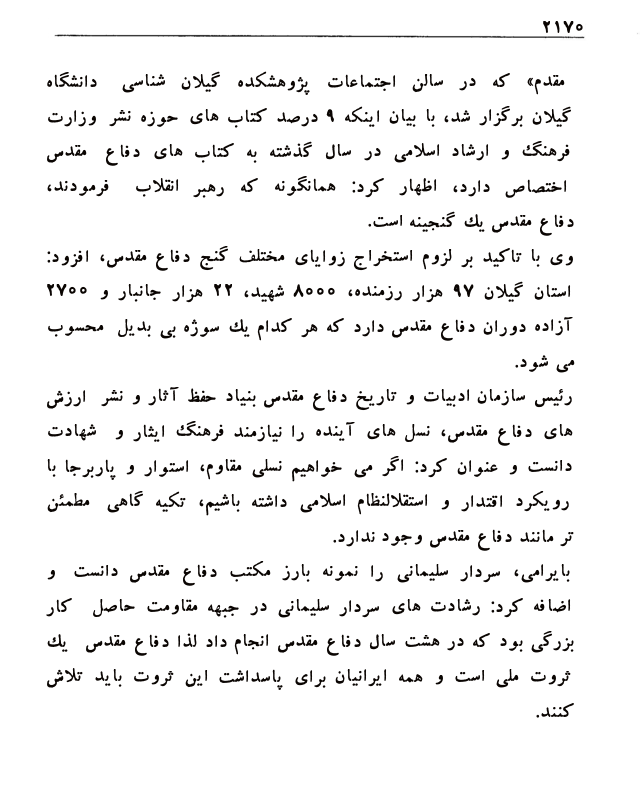 ۲۱۷۰
مقدم» که در سالن اجتماعات پژوهشکده گیلان شناسی دانشگاه
گیلان برگزار شد، با بیان اینکه ۹ درصد کتاب های حوزه نشر وزارت
فرهنگ و ارشاد اسلامی در سال گذشته به کتاب های دفاع مقدس
اختصاص دارد، اظهار کرد: همانگونه که رهبر انقلاب فرمودند،
دفاع مقدس یك گنجینه است.
وی با تاکید بر لزوم استخراج زوایای مختلف گنج دفاع مقدس، افزود:
استان گیلان ۹۷ هزار رزمنده، ۸۰۰۰ شهید، ۲۲ هزار جانبار و ۲۷۰۰
آزاده دوران دفاع مقدس دارد که هر کدام یك سوژه بی بدیل محسوب
می شود.
رئیس سازمان ادبیات و تاریخ دفاع مقدس بنیاد حفظ آثار و نشر ارزش
های دفاع مقدس، نسل های آینده را نیازمند فرهنگ ایثار و شهادت
دانست و عنوان کرد: اگر می خواهیم نسلی مقاوم، استوار و پاربرجا با
رویکرد اقتدار و استقلالنظام اسلامی داشته باشیم، تکیه گاهی مطمئن
تر مانند دفاع مقدس وجود ندارد.
بایرامی، سردار سلیمانی را نمونه بارز مکتب دفاع مقدس دانست و
اضافه کرد: رشادت های سردار سلیمانی در جبهه مقاومت حاصل کار
بزرگی بود که در هشت سال دفاع مقدس انجام داد لذا دفاع مقدس یك
ثروت ملی است و همه ایرانیان برای پاسداشت این ثروت باید تلاش
کنند.